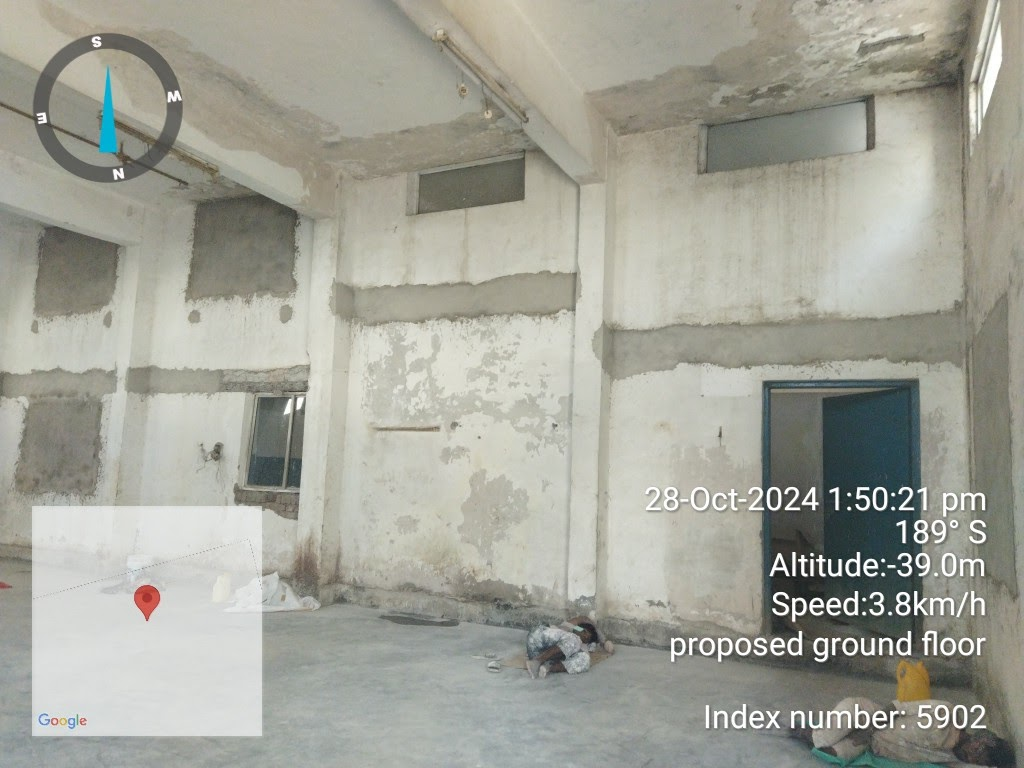 S
W
E
N
28-Oct-2024 1:50:21 pm
189° S
Altitude:-39.0m
Speed:3.8km/h
proposed ground floor
Index number: 5902
Google